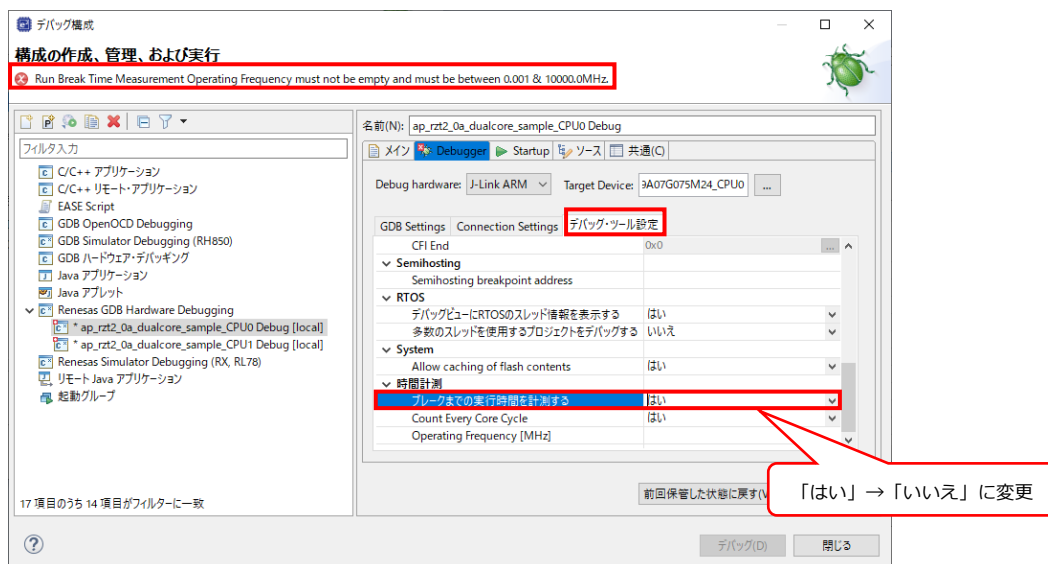 デバッグ構成
構成の作成、管理、および実行
Run Break Time Measurement Operating Frequency must not be empty and must be between 0.001 & 10000.0MHz.
フィルタ入力
C/C++ アプリケーション
C/C++ リモート・アプリケーション
EASE Script
GDB OpenOCD Debugging
GDB Simulator Debugging (RH850)
GDB ハードウェア・デバッギング
Java アプリケーション
Java アプレット
Renesas GDB Hardware Debugging
* ap_rzt2_0a_dualcore_sample_CPU0 Debug [local]
* ap_rzt2_0a_dualcore_sample_CPU1 Debug [local]
Renesas Simulator Debugging (RX, RL78)
リモート Java アプリケーション
起動グループ
17 項目のうち 14 項目がフィルターに一致
名前(N): ap_rzt2_0a_dualcore_sample_CPU0 Debug
メイン Debugger Startup ソース 共通(C)
Debug hardware: J-Link ARM Target Device: 9A07G075M24_CPU0 ...
GDB Settings Connection Settings デバッグ・ツール設定
CFI End 0x0 ...
Semihosting
Semihosting breakpoint address
RTOS
デバッグビューにRTOSのスレッド情報を表示する はい
多数のスレッドを使用するプロジェクトをデバッグする いいえ
System
Allow caching of flash contents はい
時間計測
ブレークまでの実行時間を計測する はい
Count Every Core Cycle はい
Operating Frequency [MHz]
前回保管した状態に戻す(V
「はい」→「いいえ」に変更
? デバッグ(D) 閉じる